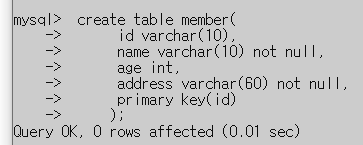 mysql>  create table member(
    ->       id varchar(10),
    ->       name varchar(10) not null,
    ->       age int,
    ->       address varchar(60) not null,
    ->       primary key(id)
    ->      );
Query OK, 0 rows affected (0.01 sec)